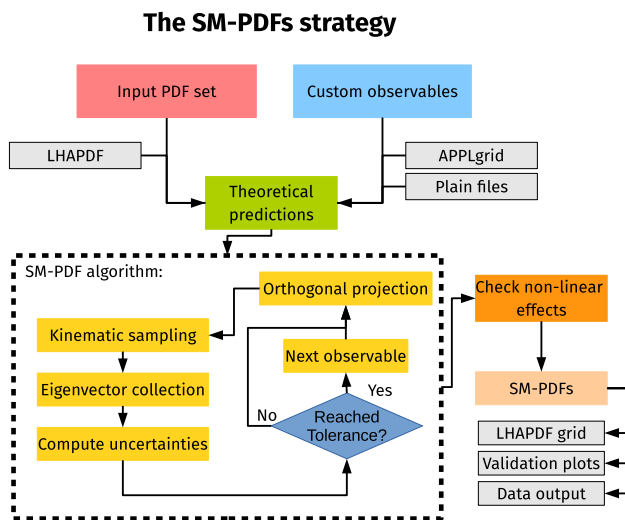 The SM-PDFs strategy
Input PDF set
Custom observables
LHAPDF
APPLgrid
Plain files
Theoretical
predictions
SM-PDF algorithm:
Orthogonal projection
Check non-linear
effects
Kinematic sampling
Next observable
Eigenvector collection
Yes
SM-PDFs
No
Reached
Tolerance?
Compute uncertainties
LHAPDF grid
Validation plots
Data output